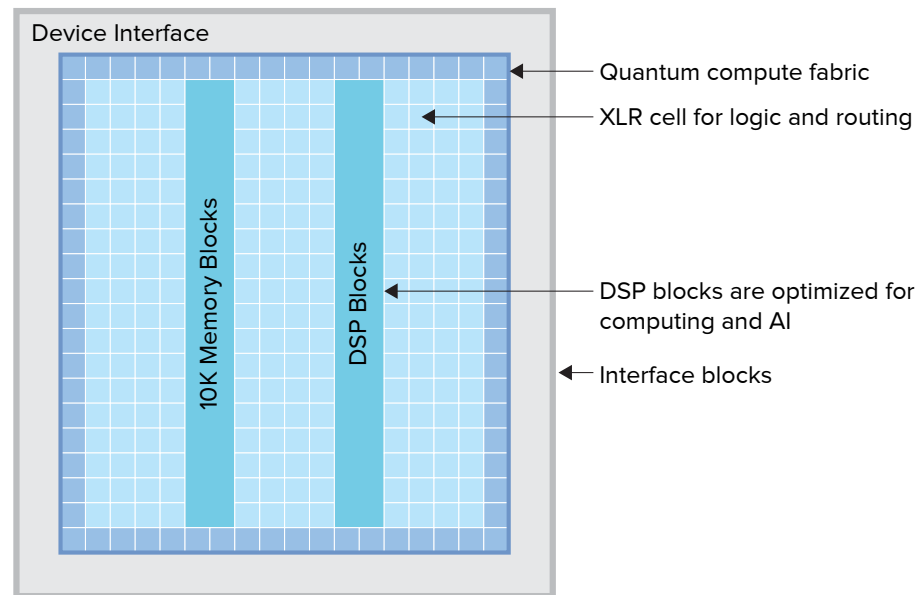 Device Interface
Quantum compute fabric
XLR cell for logic and routing
10K Memory Blocks
DSP Blocks
DSP blocks are optimized for
computing and AI
Interface blocks